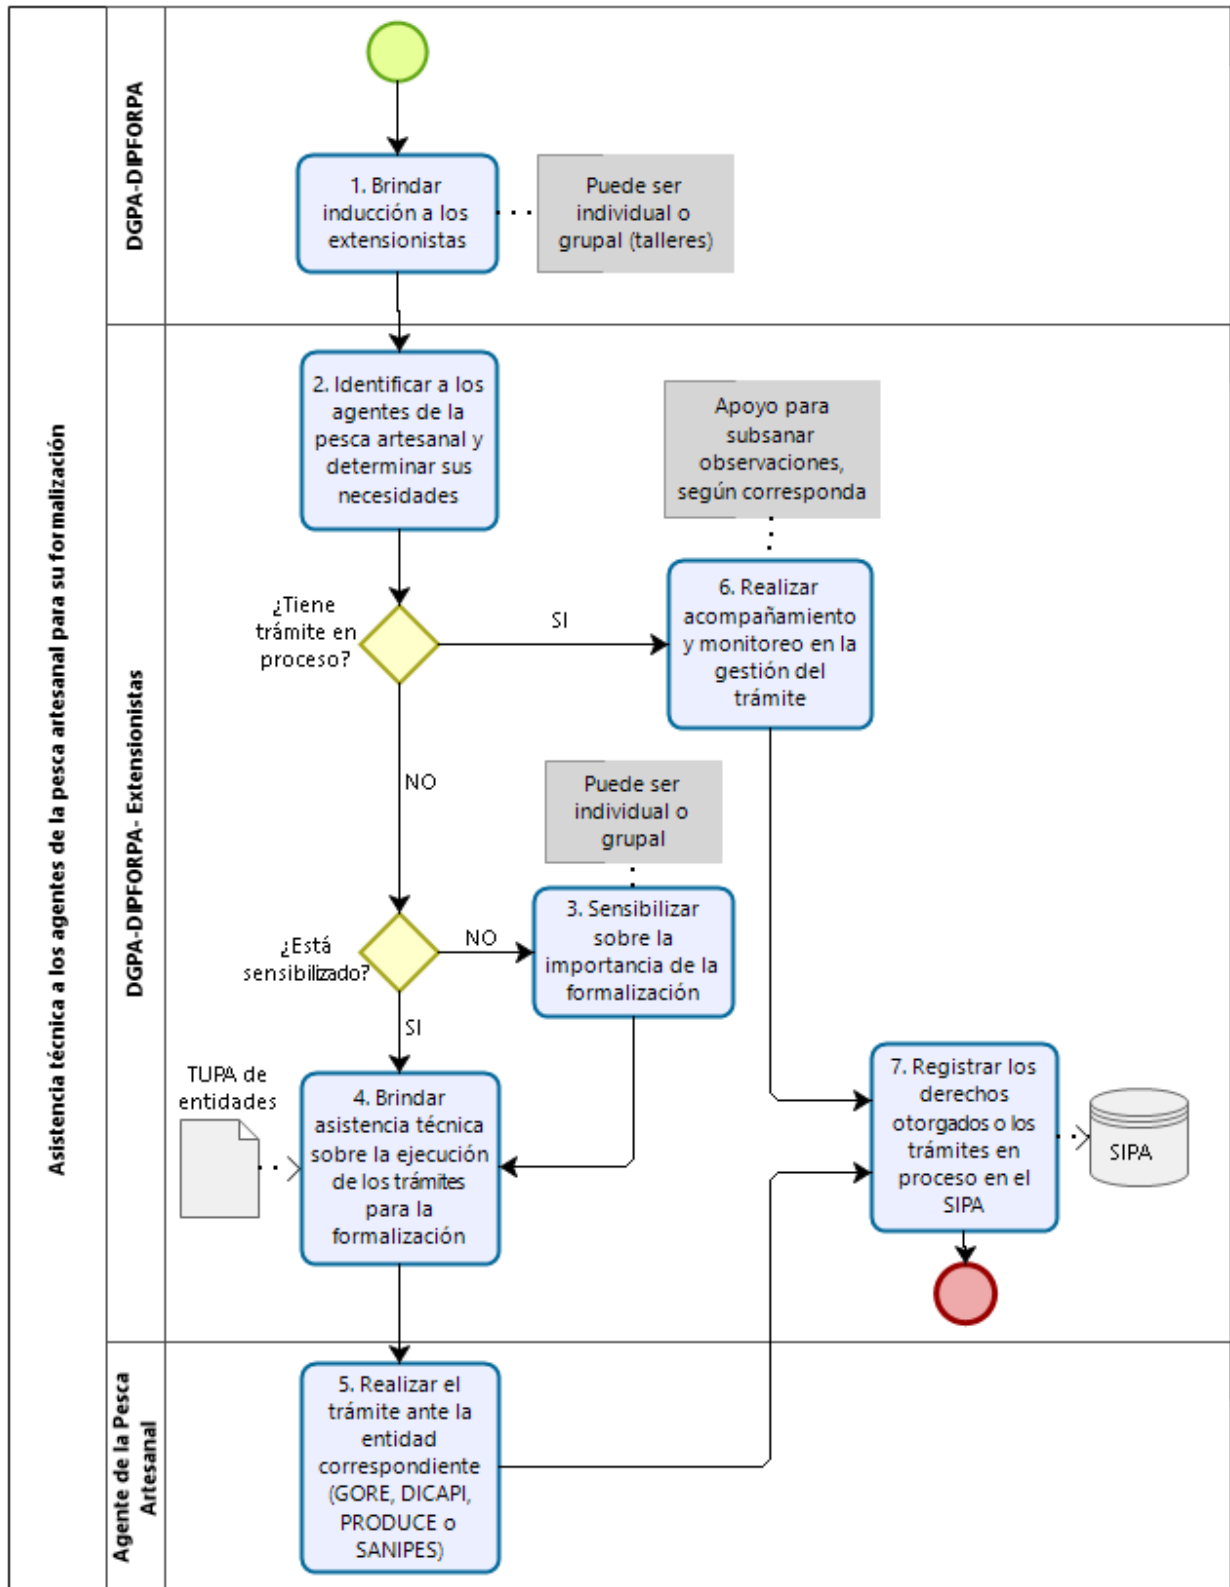 Asistencia técnica a los agentes de la pesca artesanal para su formalización
DGPA-DIPFORPA
1. Brindar
inducción a los
extensionistas
Puede ser
individual o
grupal (talleres)
DGPA-DIPFORPA- Extensionistas
2. Identificar a los
agentes de la
pesca artesanal y
determinar sus
necesidades
Apoyo para
subsanar
observaciones,
según corresponda
¿Tiene
trámite en
proceso?
SI
6. Realizar
acompañamiento
y monitoreo en la
gestión del
trámite
NO
Puede ser
individual o
grupal
¿Está
sensibilizado?
NO
3. Sensibilizar
sobre la
importancia de la
formalización
SI
TUPA de
entidades
4. Brindar
asistencia técnica
sobre la ejecución
de los trámites
para la
formalización
7. Registrar los
derechos
otorgados o los
trámites en
proceso en el
SIPA
SIPA
Agente de la Pesca
Artesanal
5. Realizar el
trámite ante la
entidad
correspondiente
(GORE, DICAPI,
PRODUCE o
SANIPES)